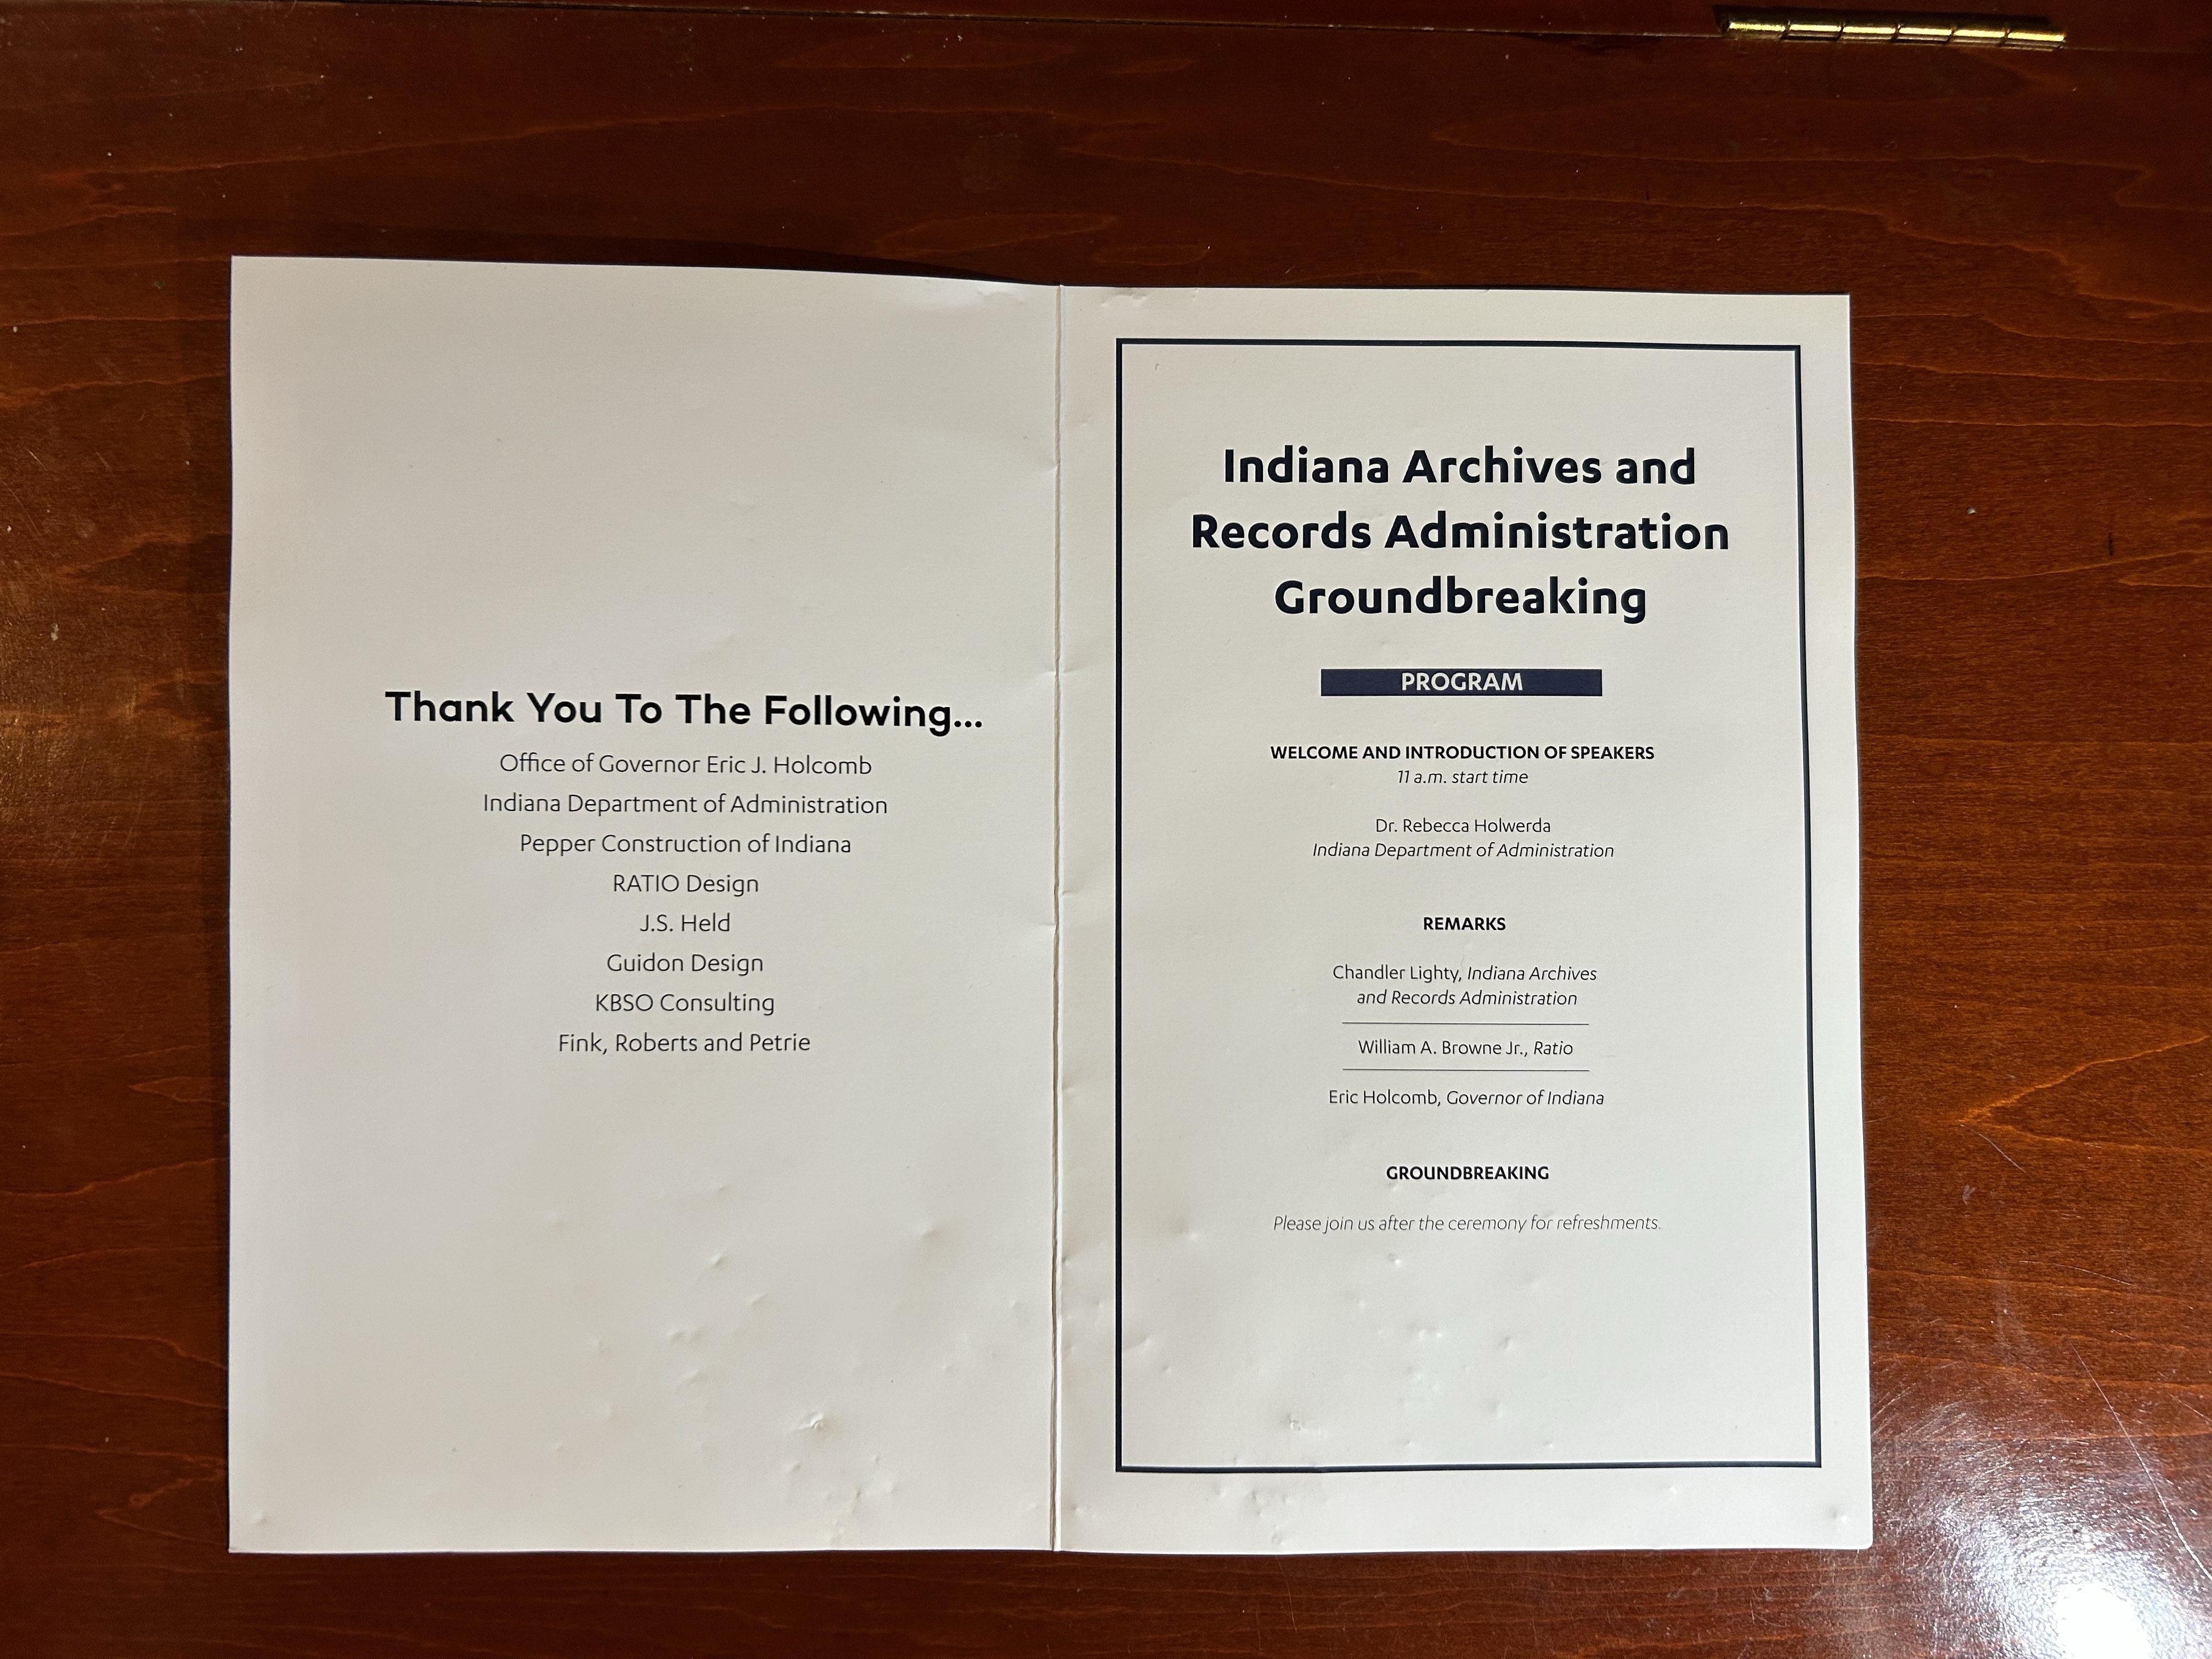 Thank You To The Following...
Office of Governor Eric J. Holcomb
Indiana Department of Administration
Pepper Construction of Indiana
RATIO Design
J.S. Held
Guidon Design
KBSO Consulting
Fink, Roberts and Petrie
Indiana Archives and
Records Administration
Groundbreaking
PROGRAM
WELCOME AND INTRODUCTION OF SPEAKERS
11 a.m. start time
Dr. Rebecca Holwerda
Indiana Department of Administration
REMARKS
Chandler Lighty, Indiana Archives
and Records Administration
William A. Browne Jr., Ratio
Eric Holcomb, Governor of Indiana
GROUNDBREAKING
Please join us after the ceremony for refreshments.